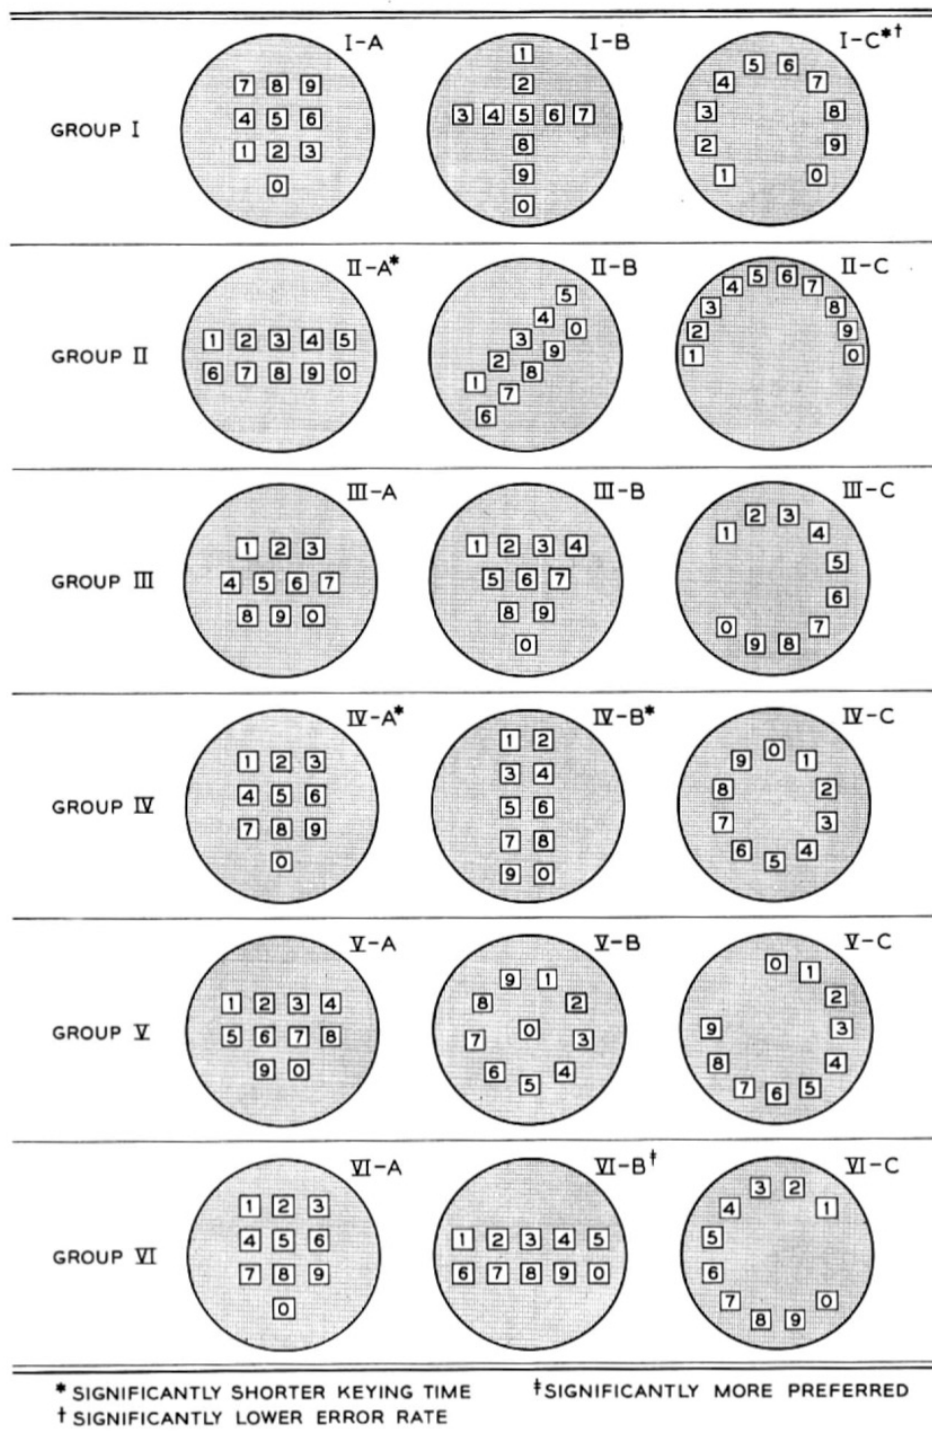 I-A
7 8 9
4 5 6
1 2 3
0
I-B
1
2
3 4 5 6 7
8
9
0
I-C*†
5 6
4 7
3 8
2 9
1 0
GROUP I
II-A*
1 2 3 4 5
6 7 8 9 0
II-B
5
4 0
3 9
2 8
1 7
6
II-C
5 6
4 7
3 8
2 9
1 0
GROUP II
III-A
1 2 3
4 5 6 7
8 9 0
III-B
1 2 3 4
5 6 7
8 9
0
III-C
2 3
1 4
5
6
0 7
9 8
GROUP III
IV-A*
1 2 3
4 5 6
7 8 9
0
IV-B*
1 2
3 4
5 6
7 8
9 0
IV-C
0
9 1
8 2
7 3
6 4
5
GROUP IV
V-A
1 2 3 4
5 6 7 8
9 0
V-B
9 1
8 2
0
7 3
6 4
5
V-C
0 1
2
9 3
8 4
7 6 5
GROUP V
VI-A
1 2 3
4 5 6
7 8 9
0
VI-B‡
1 2 3 4 5
6 7 8 9 0
VI-C
3 2
4 1
5
6
7 0
8 9
GROUP VI
* SIGNIFICANTLY SHORTER KEYING TIME
‡ SIGNIFICANTLY MORE PREFERRED
† SIGNIFICANTLY LOWER ERROR RATE